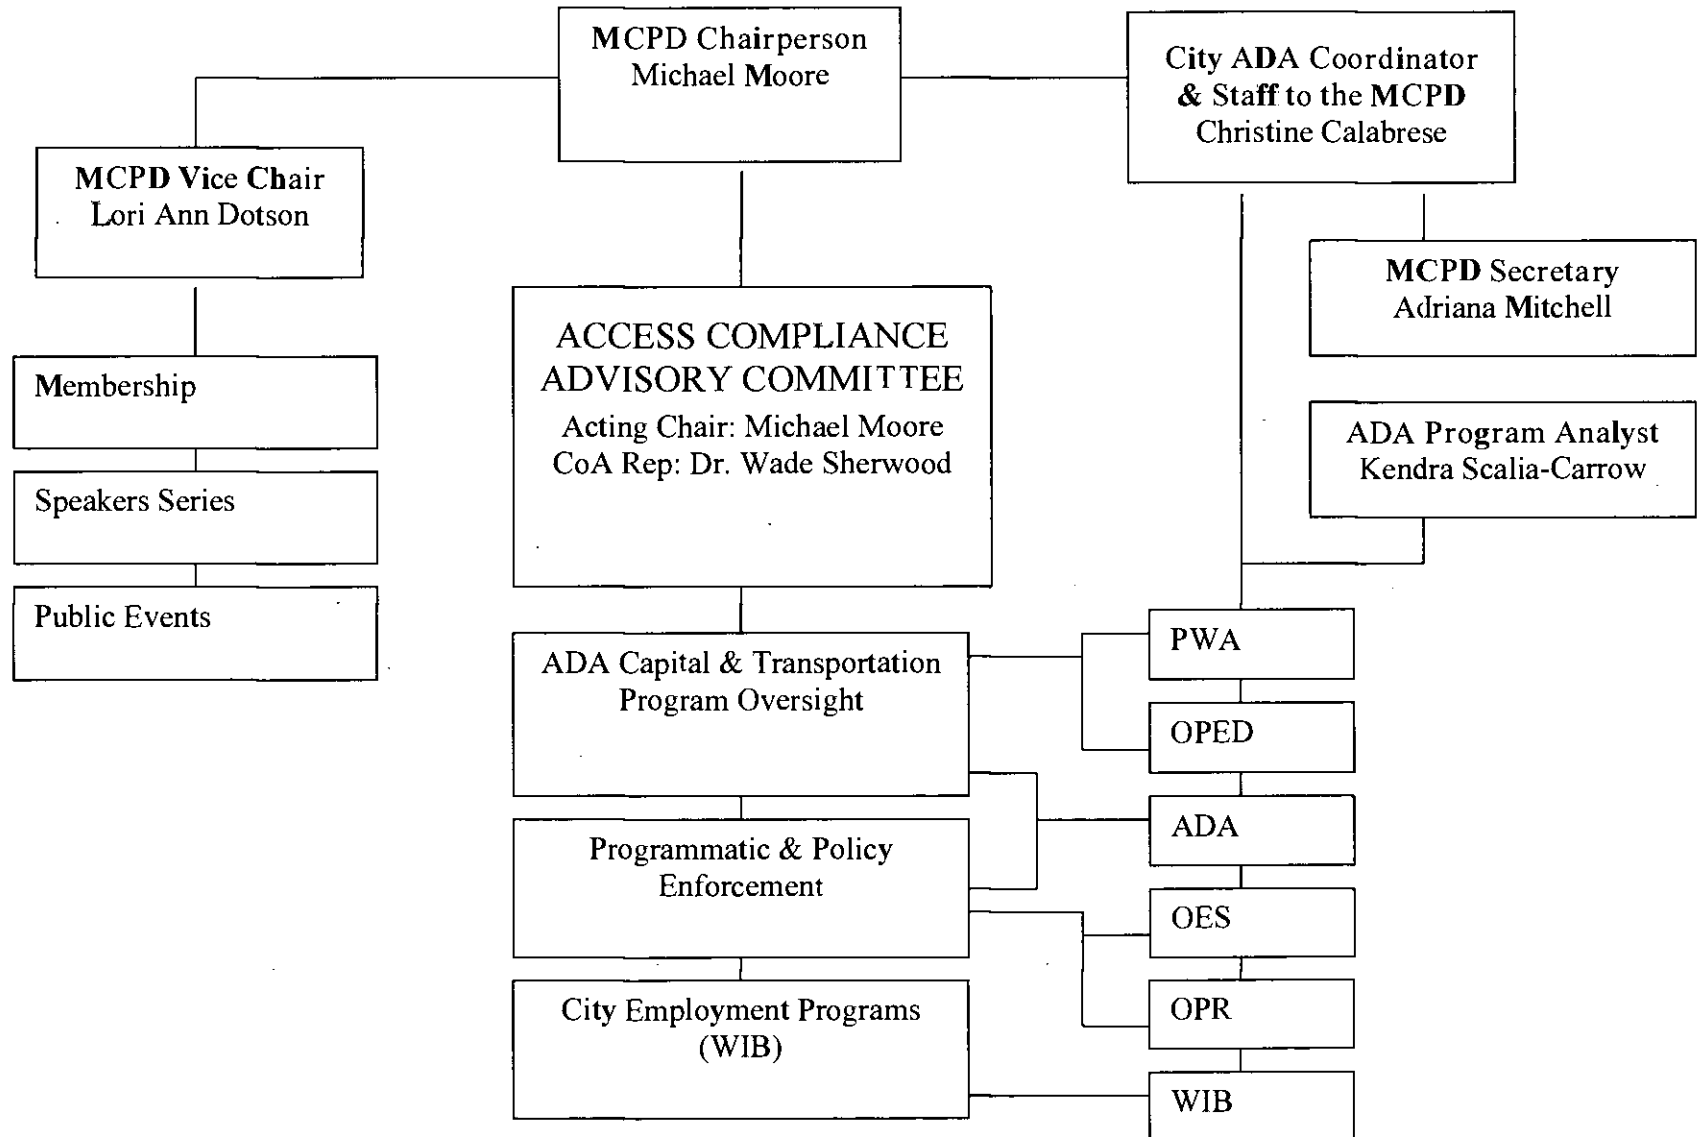 MCPD Chairperson
Michael Moore
City ADA Coordinator
& Staff to the MCPD
Christine Calabrese
MCPD Vice Chair
Lori Ann Dotson
MCPD Secretary
Adriana Mitchell
ACCESS COMPLIANCE
ADVISORY COMMITTEE
Acting Chair: Michael Moore
CoA Rep: Dr. Wade Sherwood
Membership
Speakers Series
Public Events
ADA Program Analyst
Kendra Scalia-Carrow
ADA Capital & Transportation
Program Oversight
Programmatic & Policy
Enforcement
City Employment Programs
(WIB)
PWA
OPED
ADA
OES
OPR
WIB